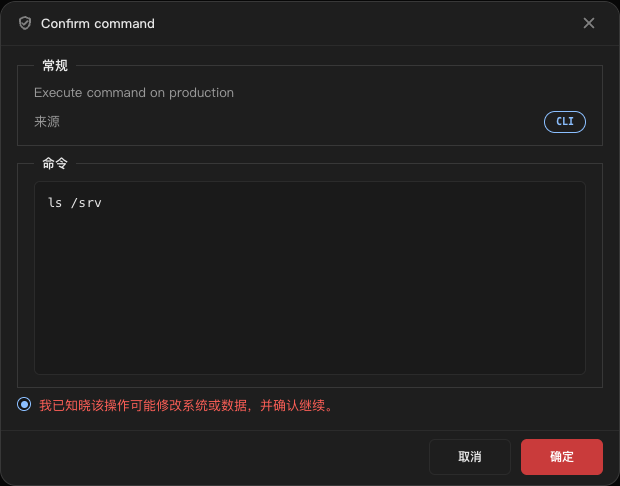 Confirm command
常规
Execute command on production
来源
CLI
命令
ls /srv
我已知晓该操作可能修改系统或数据，并确认继续。
取消
确定